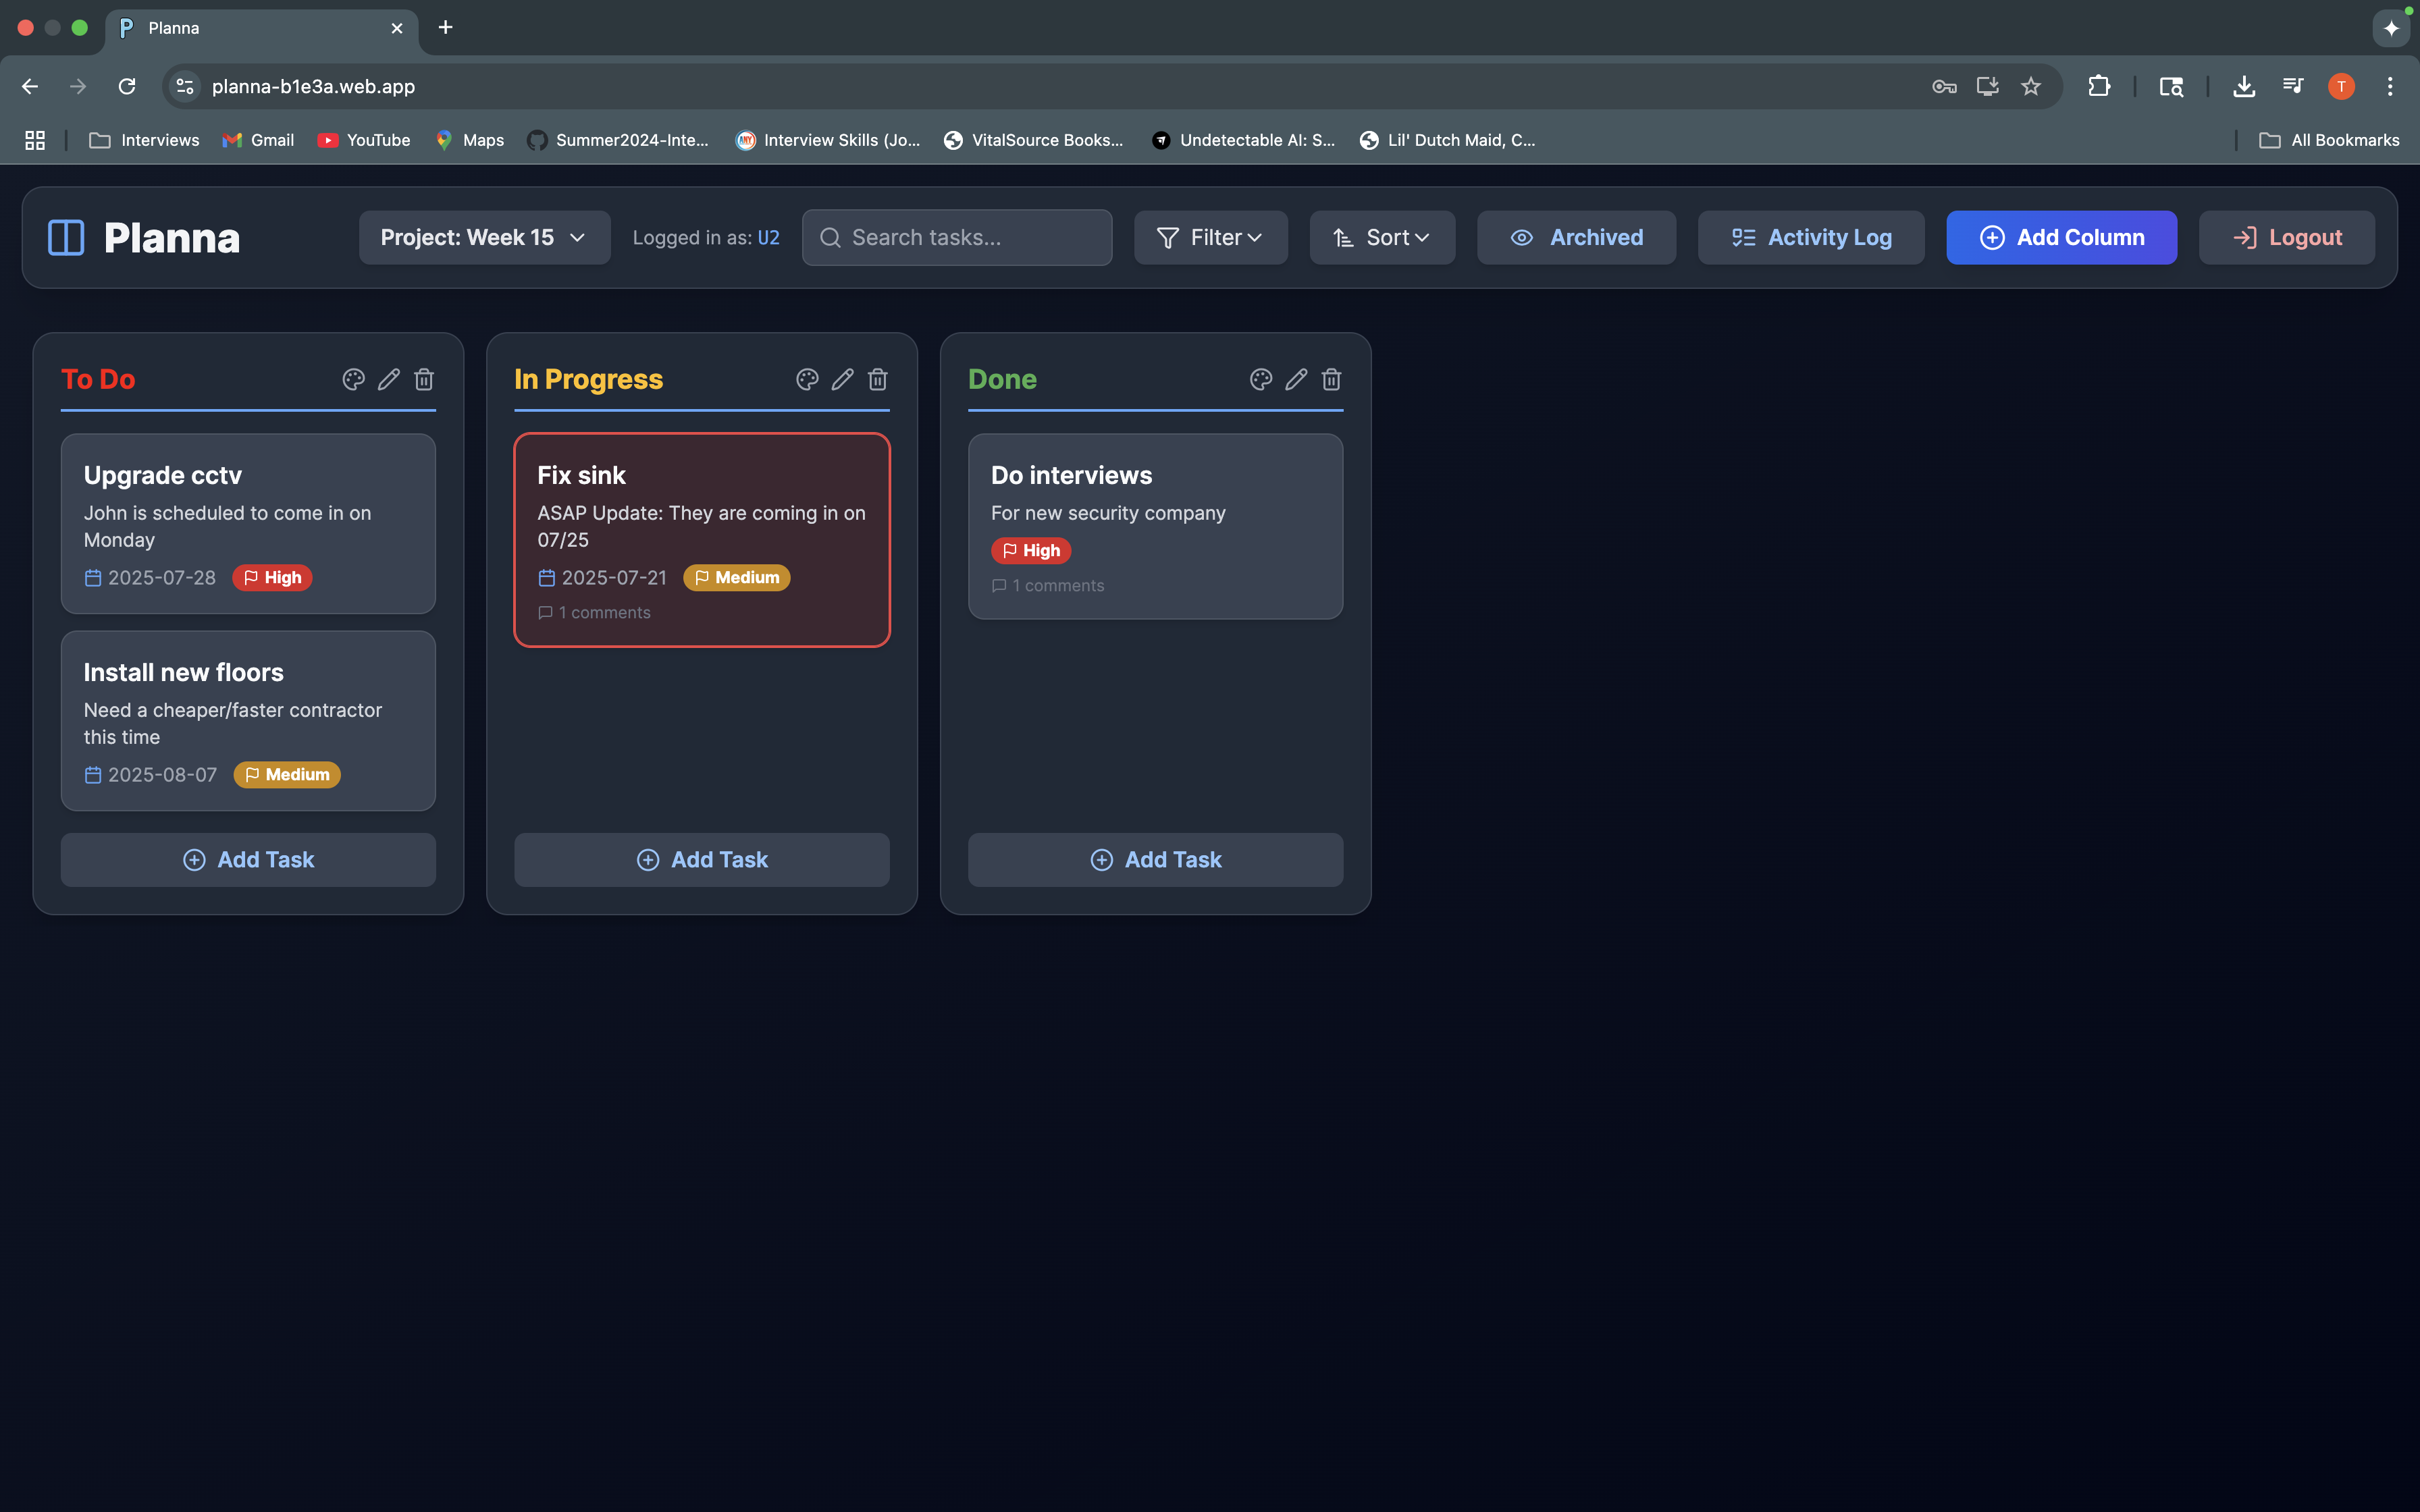 Planna
planna-b1e3a.web.app
T
Interviews
Gmail
YouTube
Maps
Summer2024-Inte...
Interview Skills (Jo...
VitalSource Books...
Undetectable AI: S...
Lil' Dutch Maid, C...
All Bookmarks
Planna
Project: Week 15
Logged in as: U2
Search tasks...
Filter
Sort
Archived
Activity Log
Add Column
Logout
To Do
Upgrade cctv
John is scheduled to come in on
Monday
2025-07-28
High
Install new floors
Need a cheaper/faster contractor
this time
2025-08-07
Medium
Add Task
In Progress
Fix sink
ASAP Update: They are coming in on
07/25
2025-07-21
Medium
1 comments
Add Task
Done
Do interviews
For new security company
High
1 comments
Add Task